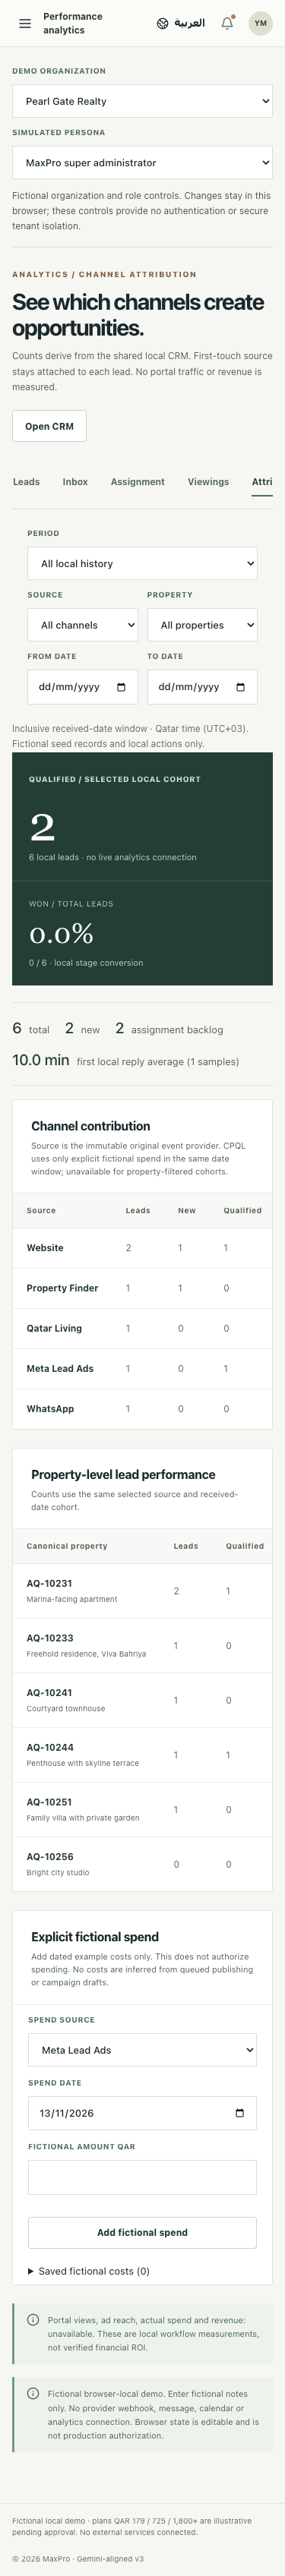 Performance
analytics
العربية
YM
DEMO ORGANIZATION
Pearl Gate Realty
SIMULATED PERSONA
MaxPro super administrator
Fictional organization and role controls. Changes stay in this
browser; these controls provide no authentication or secure
tenant isolation.
ANALYTICS / CHANNEL ATTRIBUTION
See which channels create
opportunities.
Counts derive from the shared local CRM. First-touch source
stays attached to each lead. No portal traffic or revenue is
measured.
Open CRM
Leads Inbox Assignment Viewings Attri
PERIOD
All local history
SOURCE PROPERTY
All channels All properties
FROM DATE TO DATE
dd/mm/yyyy dd/mm/yyyy
Inclusive received-date window · Qatar time (UTC+03).
Fictional seed records and local actions only.
QUALIFIED / SELECTED LOCAL COHORT
2
6 local leads · no live analytics connection
WON / TOTAL LEADS
0.0%
0 / 6 · local stage conversion
6 total 2 new 2 assignment backlog
10.0 min first local reply average (1 samples)
Channel contribution
Source is the immutable original event provider. CPQL
uses only explicit fictional spend in the same date
window; unavailable for property-filtered cohorts.
Source Leads New Qualified
Website 2 1 1
Property Finder 1 1 0
Qatar Living 1 0 0
Meta Lead Ads 1 0 1
WhatsApp 1 0 0
Property-level lead performance
Counts use the same selected source and received-
date cohort.
Canonical property Leads Qualified
AQ-10231 2 1
Marina-facing apartment
AQ-10233 1 0
Freehold residence, Viva Bahriya
AQ-10241 1 0
Courtyard townhouse
AQ-10244 1 1
Penthouse with skyline terrace
AQ-10251 1 0
Family villa with private garden
AQ-10256 0 0
Bright city studio
Explicit fictional spend
Add dated example costs only. This does not authorize
spending. No costs are inferred from queued publishing
or campaign drafts.
SPEND SOURCE
Meta Lead Ads
SPEND DATE
13/11/2026
FICTIONAL AMOUNT QAR
Add fictional spend
Saved fictional costs (0)
Portal views, ad reach, actual spend and revenue:
unavailable. These are local workflow measurements,
not verified financial ROI.
Fictional browser-local demo. Enter fictional notes
only. No provider webhook, message, calendar or
analytics connection. Browser state is editable and is
not production authorization.
Fictional local demo · plans QAR 179 / 725 / 1,800+ are illustrative
pending approval. No external services connected.
© 2026 MaxPro · Gemini-aligned v3